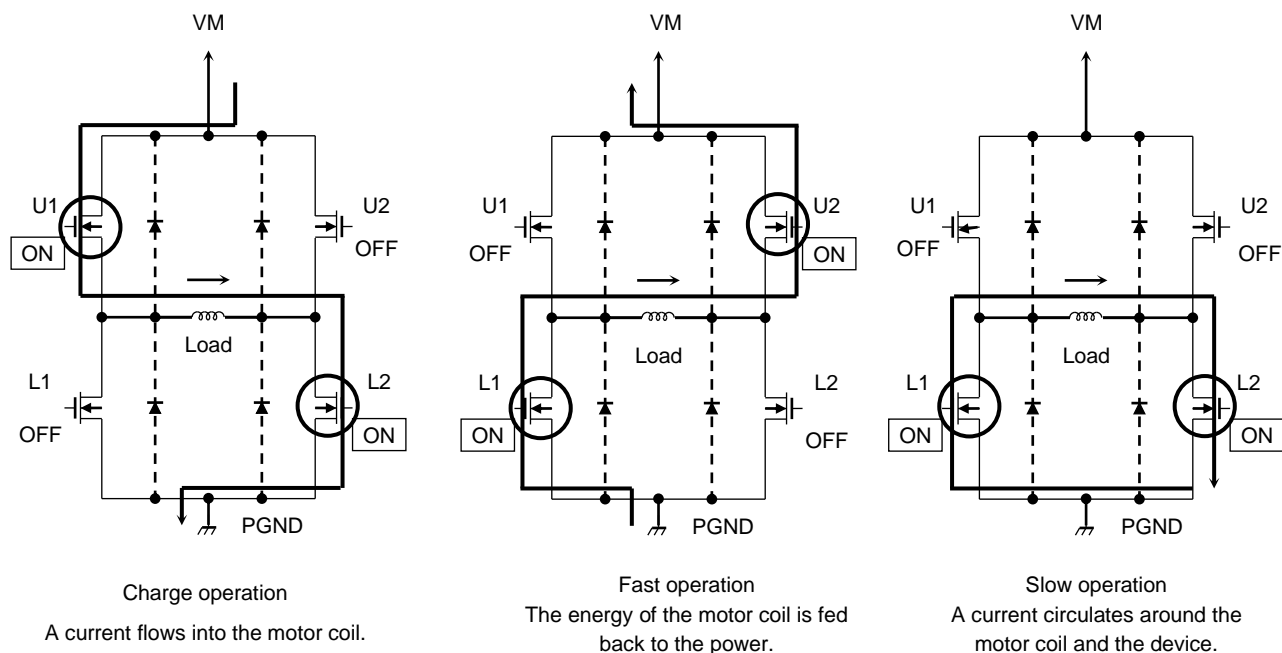 VM
U1
U2
ON
OFF
Load
L1
L2
OFF
ON
PGND
Charge operation
A current flows into the motor coil.
VM
U1
U2
OFF
ON
Load
L1
L2
ON
OFF
PGND
Fast operation
The energy of the motor coil is fed
back to the power.
VM
U1
U2
OFF
OFF
Load
L1
L2
ON
ON
PGND
Slow operation
A current circulates around the
motor coil and the device.